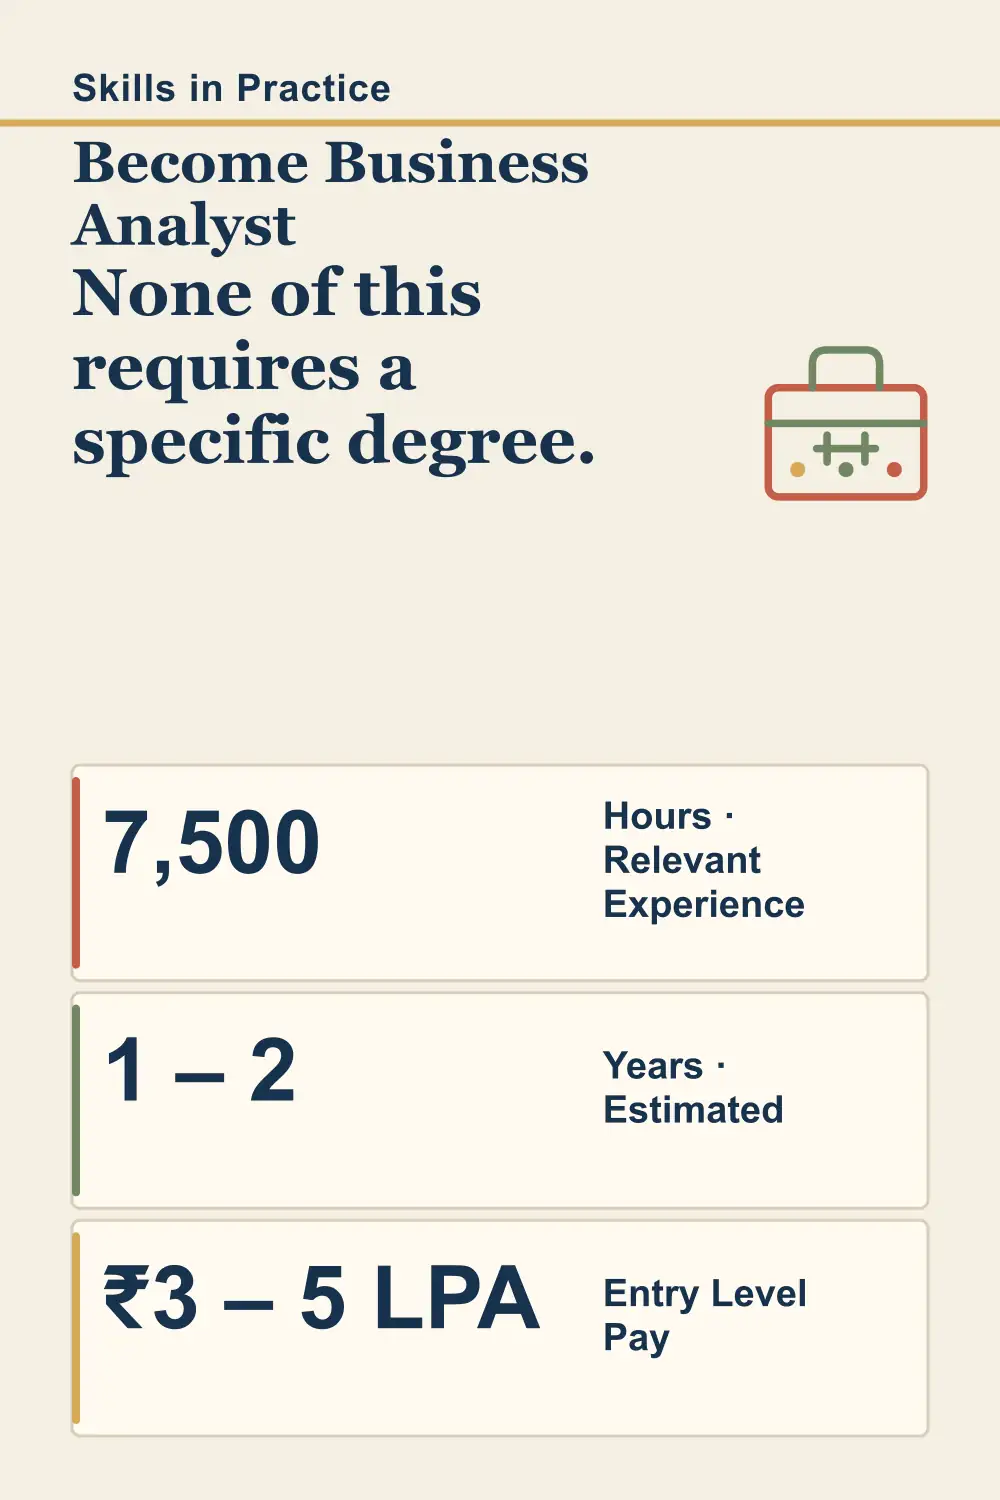 Skills in Practice
Become Business
Analyst
None of this
requires a
specific degree.
7,500
Hours ·
Relevant
Experience
1 – 2
Years ·
Estimated
₹3 – 5 LPA
Entry Level
Pay